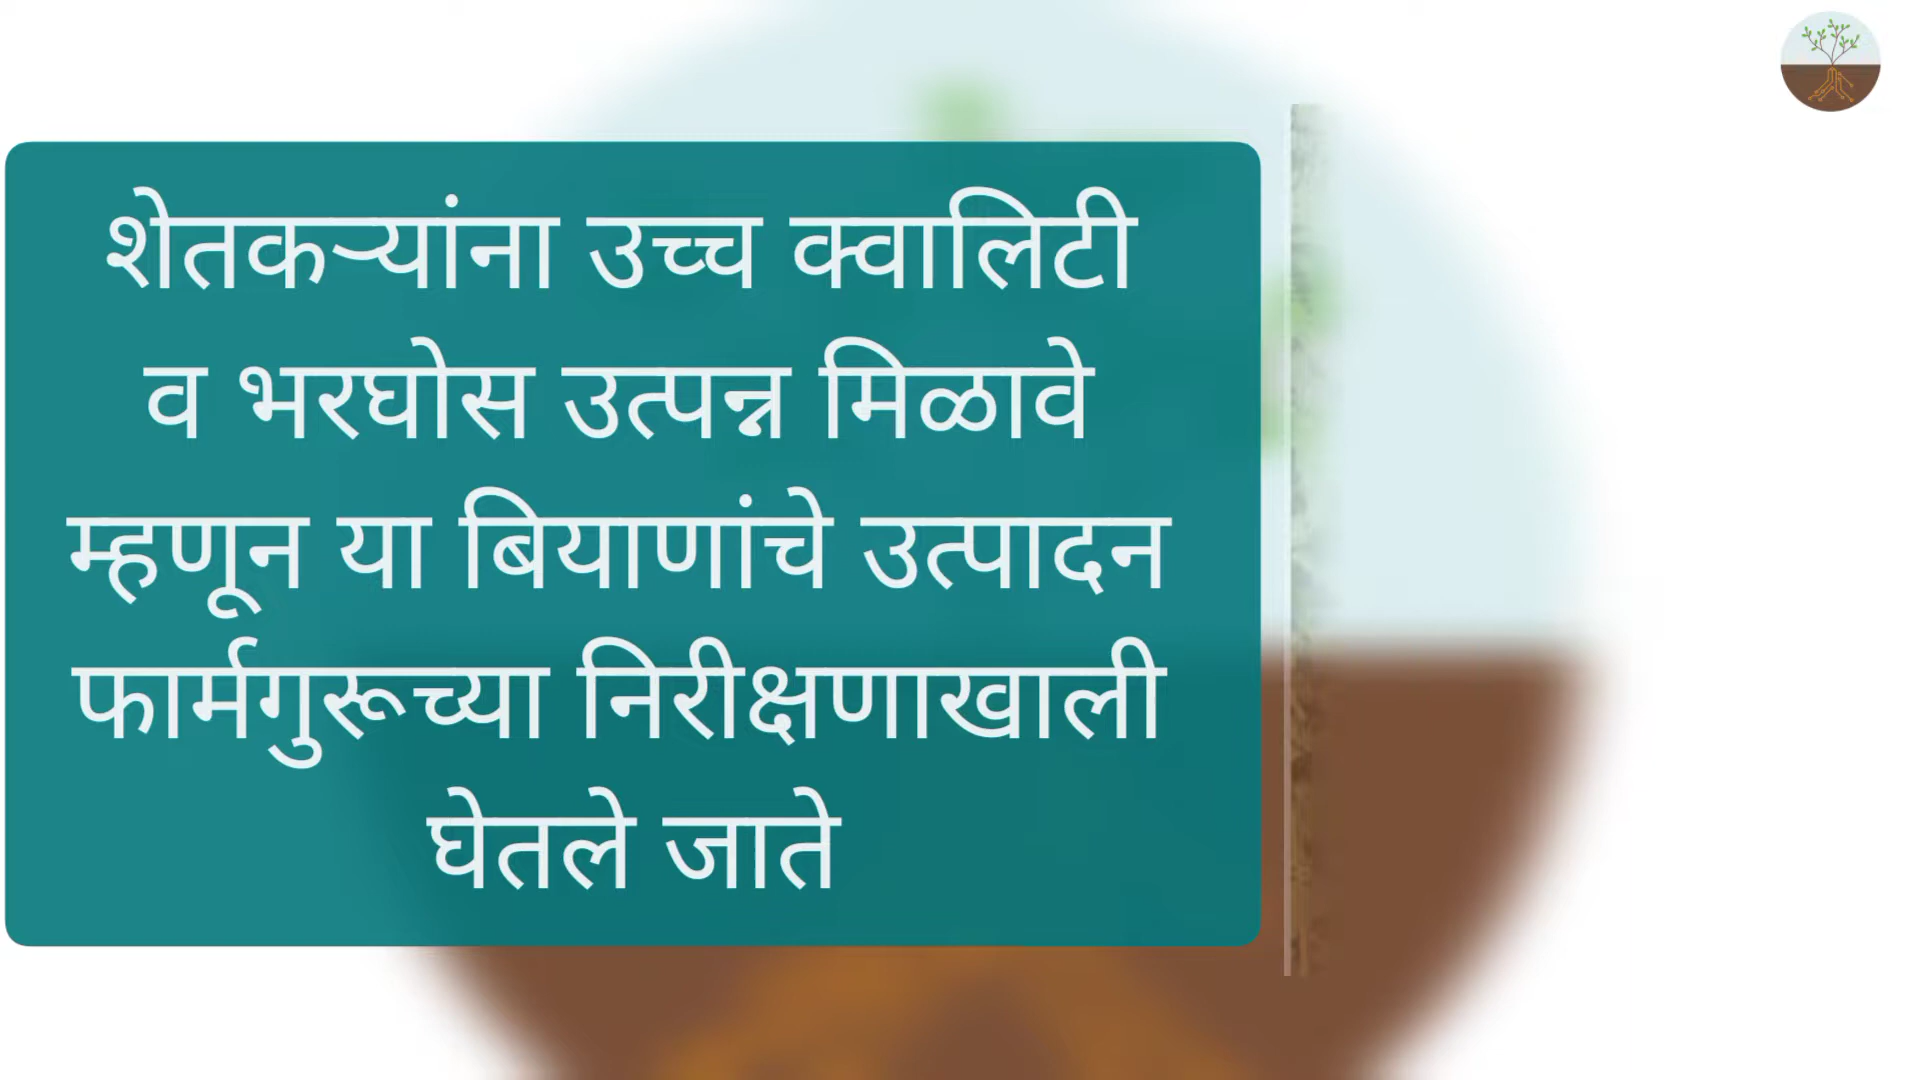 शेतकऱ्यांना उच्च क्वालिटी
व भरघोस उत्पन्न मिळावे
म्हणून या बियाणांचे उत्पादन
फार्मगुरूच्या निरीक्षणाखाली
घेतले जाते